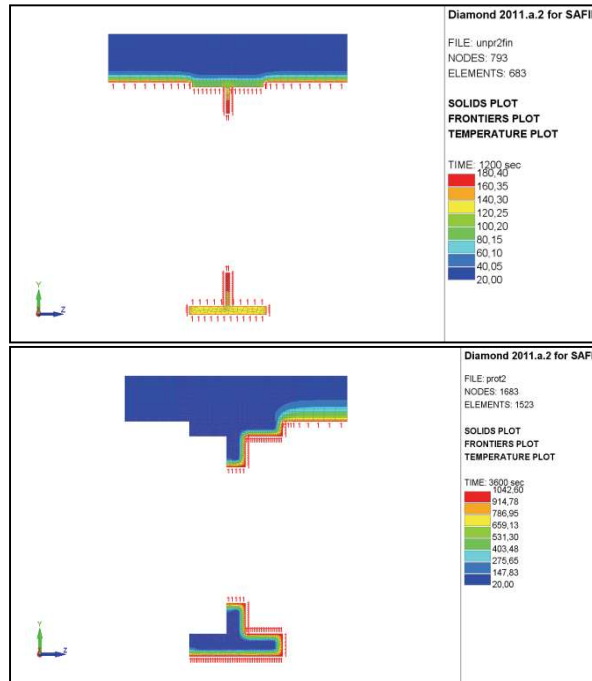 Diamond 2011.a.2 for SAFI
FILE: unpr2fin
NODES: 793
ELEMENTS: 683
SOLIDS PLOT
FRONTIERS PLOT
TEMPERATURE PLOT
TIME: 1200 sec
180,40
160,35
140,30
120,25
100,20
80,15
60,10
40,05
20,00
Y
Z
Diamond 2011.a.2 for SAFI
FILE: prot2
NODES: 1683
ELEMENTS: 1523
SOLIDS PLOT
FRONTIERS PLOT
TEMPERATURE PLOT
TIME: 3600 sec
1042,60
914,78
786,95
659,13
531,30
403,48
275,65
147,83
20,00
Y
Z